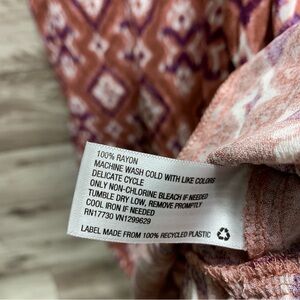 100% RAYON
MACHINE WASH COLD WITH LIKE COLORS
DELICATE CYCLE
ONLY NON-CHLORINE BLEACH IF NEEDED
TUMBLE DRY LOW, REMOVE PROMPTLY
COOL IRON IF NEEDED
RN17730 VN1299629
LABEL MADE FROM 100% RECYCLED PLASTIC